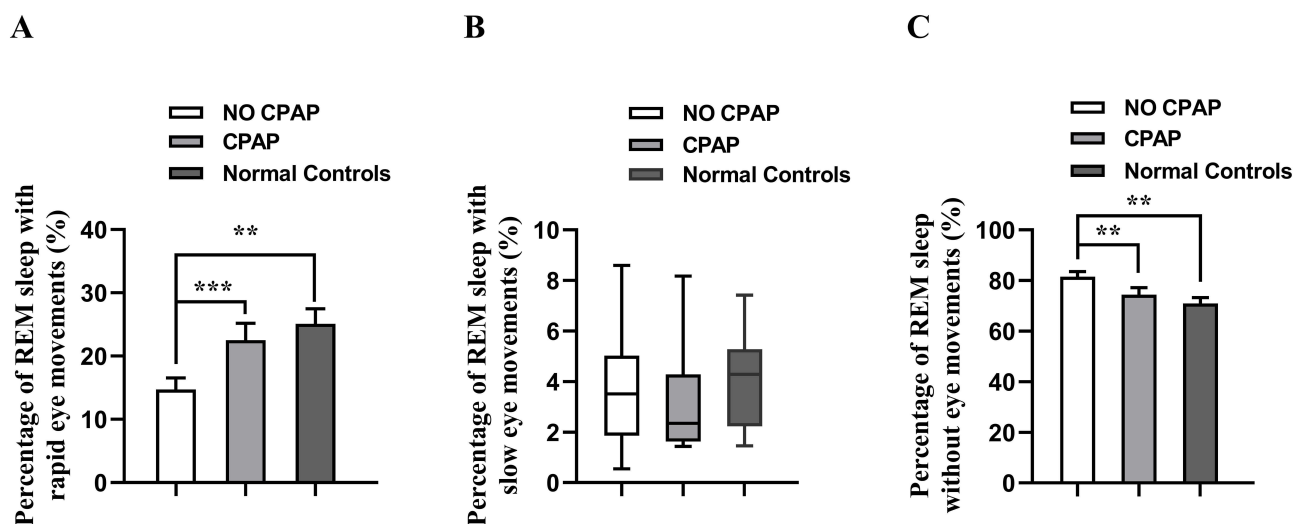 A
NO CPAP
CPAP
Normal Controls
Percentage of REM sleep with
rapid eye movements (%)
40
30
20
10
0
**
***
B
NO CPAP
CPAP
Normal Controls
Percentage of REM sleep with
slow eye movements (%)
10
8
6
4
2
0
C
NO CPAP
CPAP
Normal Controls
Percentage of REM sleep
without eye movements (%)
100
80
60
40
20
0
**
**